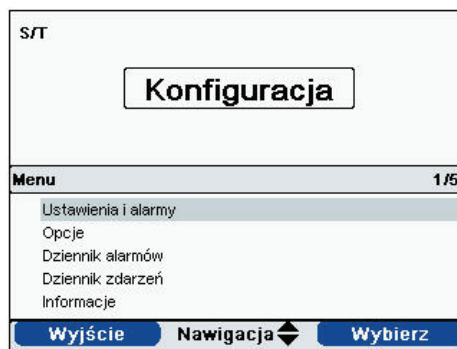 S/T
Konfiguracja
Menu 1/5
Ustawienia i alarmy
Opcje
Dziennik alarmów
Dziennik zdarzeń
Informacje
Wyjście Nawigacja Wybierz